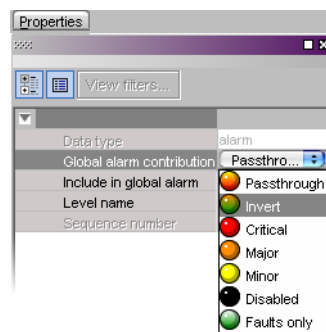 Properties
View filters...
Data type alarm
Global alarm contribution Passthro...
Include in global alarm Passthrough
Level name Invert
Sequence number Critical
Major
Minor
Disabled
Faults only